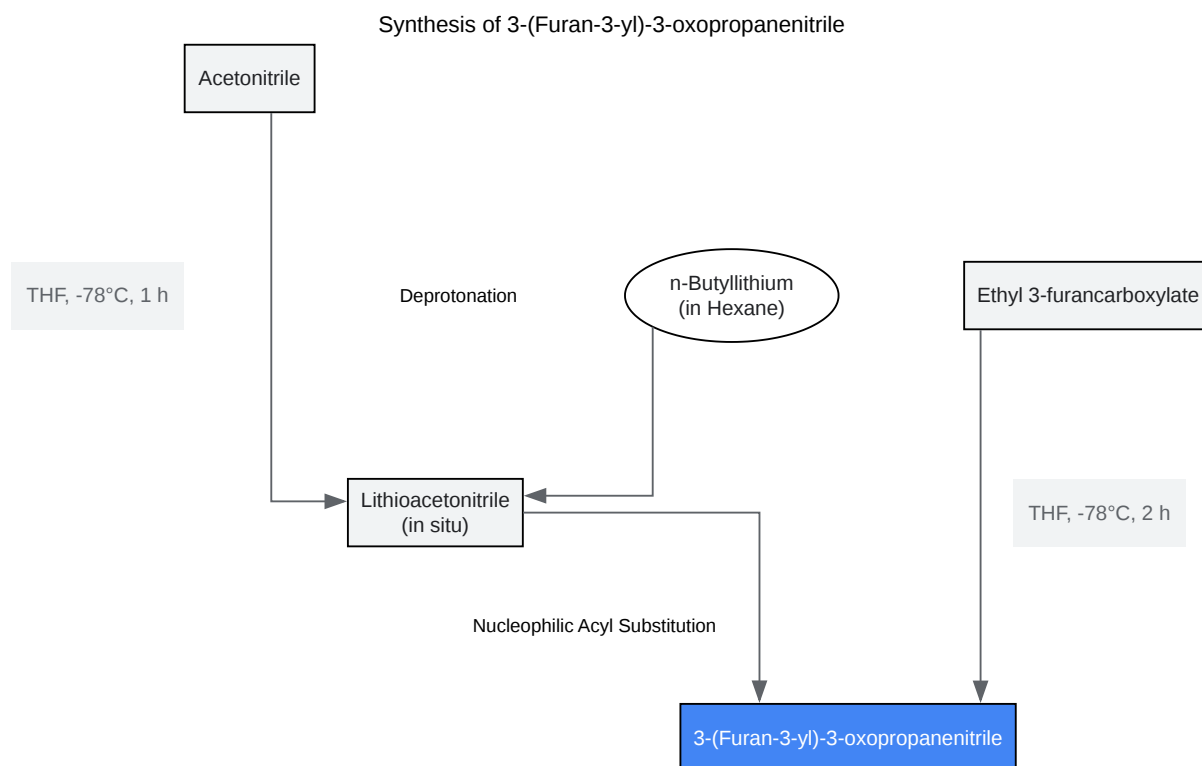 Synthesis of 3-(Furan-3-yl)-3-oxopropanenitrile
Acetonitrile
THF, -78°C, 1 h
Deprotonation
n-Butyllithium
(in Hexane)
Ethyl 3-furancarboxylate
Lithioacetonitrile
(in situ)
THF, -78°C, 2 h
Nucleophilic Acyl Substitution
3-(Furan-3-yl)-3-oxopropanenitrile